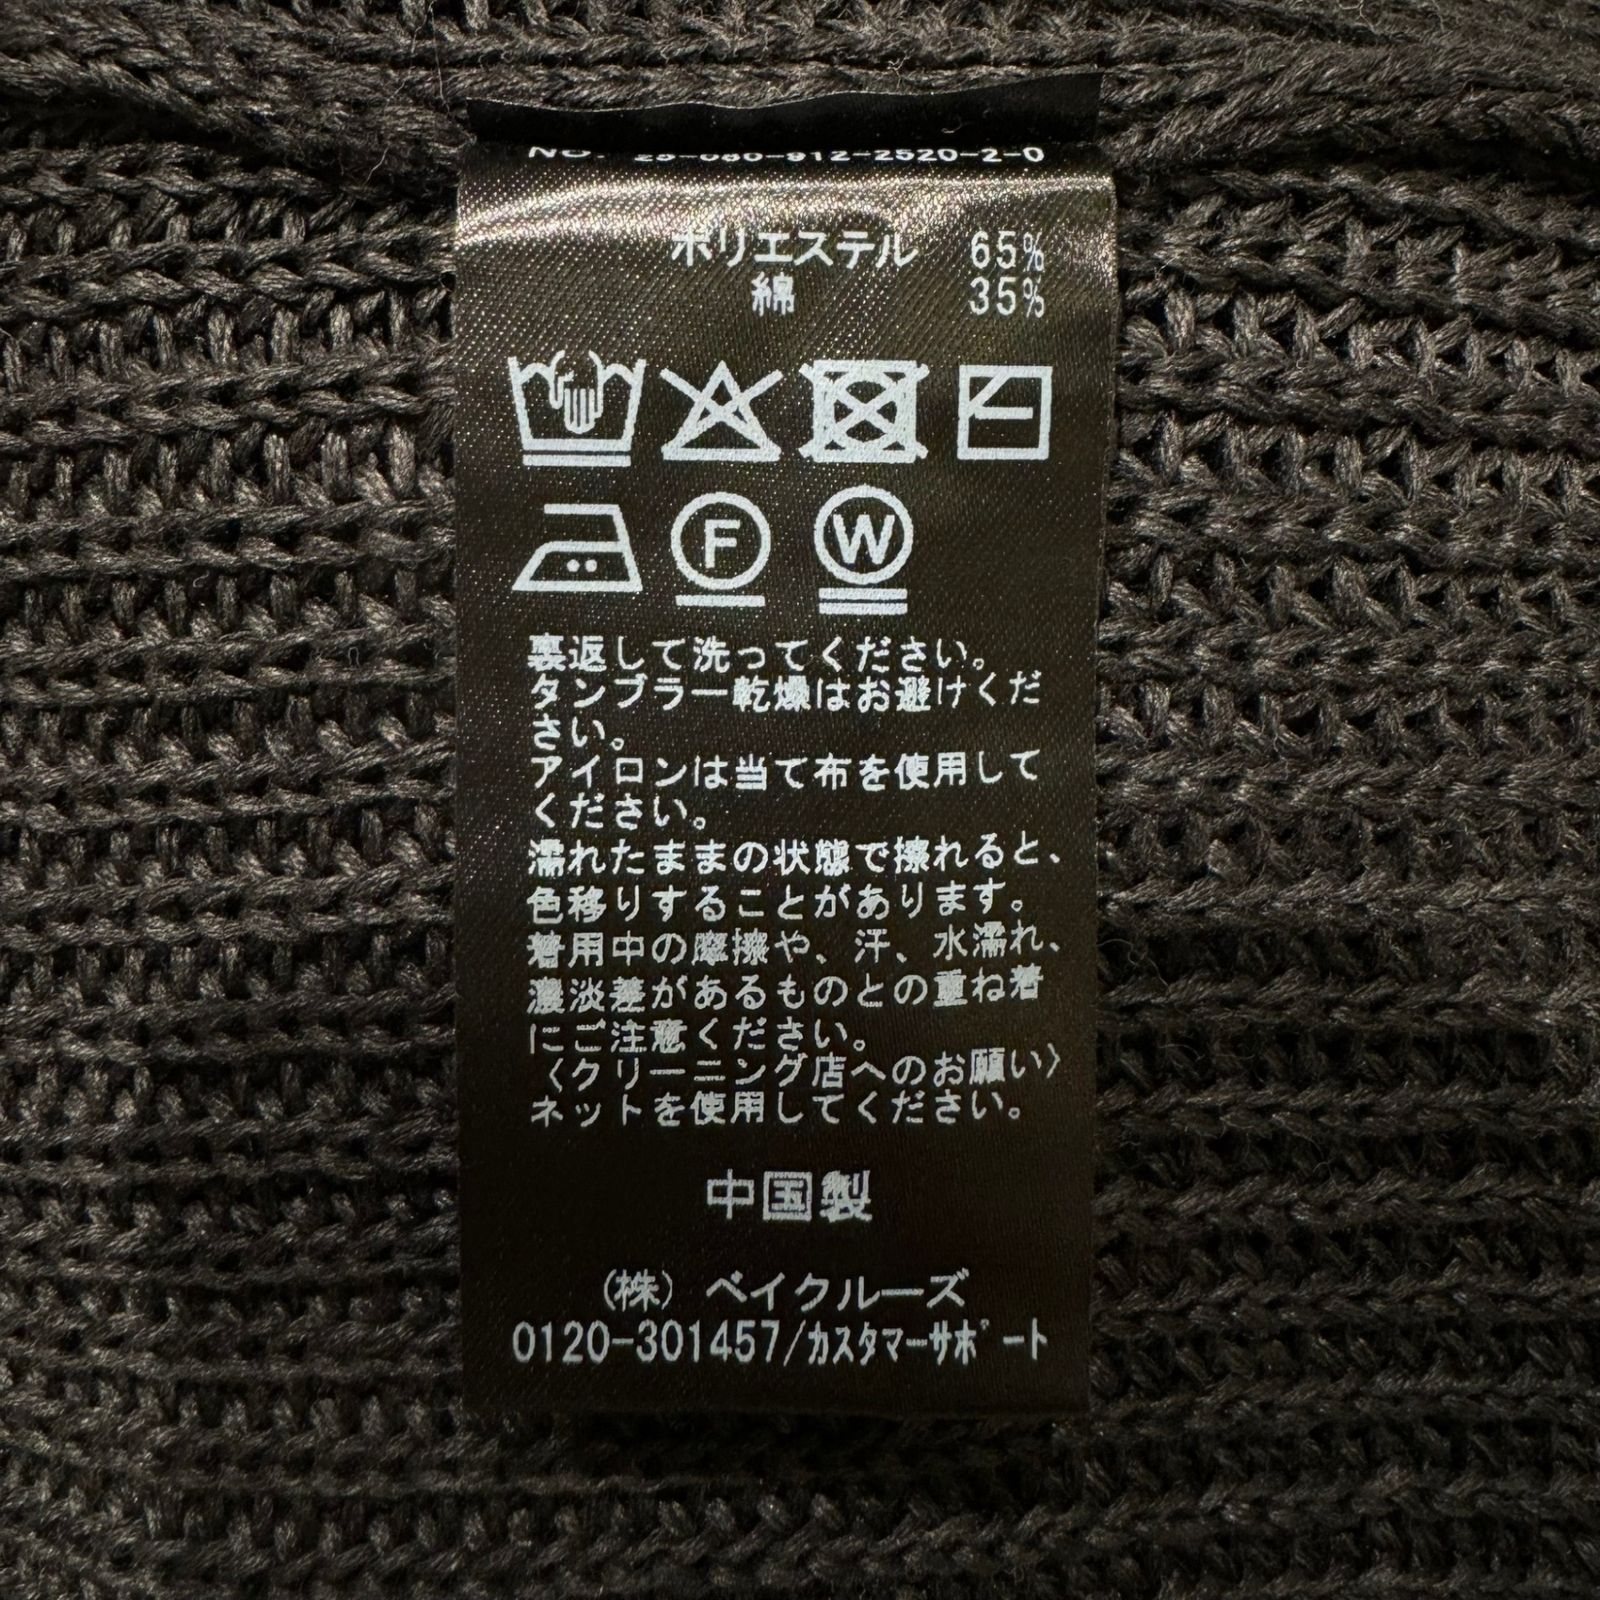 NO. 25-080-912-2520-2-0
ポリエステル 65%
綿 35%
F W
裏返して洗ってください。
タンブラー乾燥はお避けくだ
さい。
アイロンは当て布を使用して
ください。
濡れたままの状態で擦れると、
色移りすることがあります。
着用中の摩擦や、汗、水濡れ、
濃淡差があるものとの重ね着
にご注意ください。
〈クリーニング店へのお願い〉
ネットを使用してください。
中国製
(株) ベイクルーズ
0120-301457/カスタマーサポート